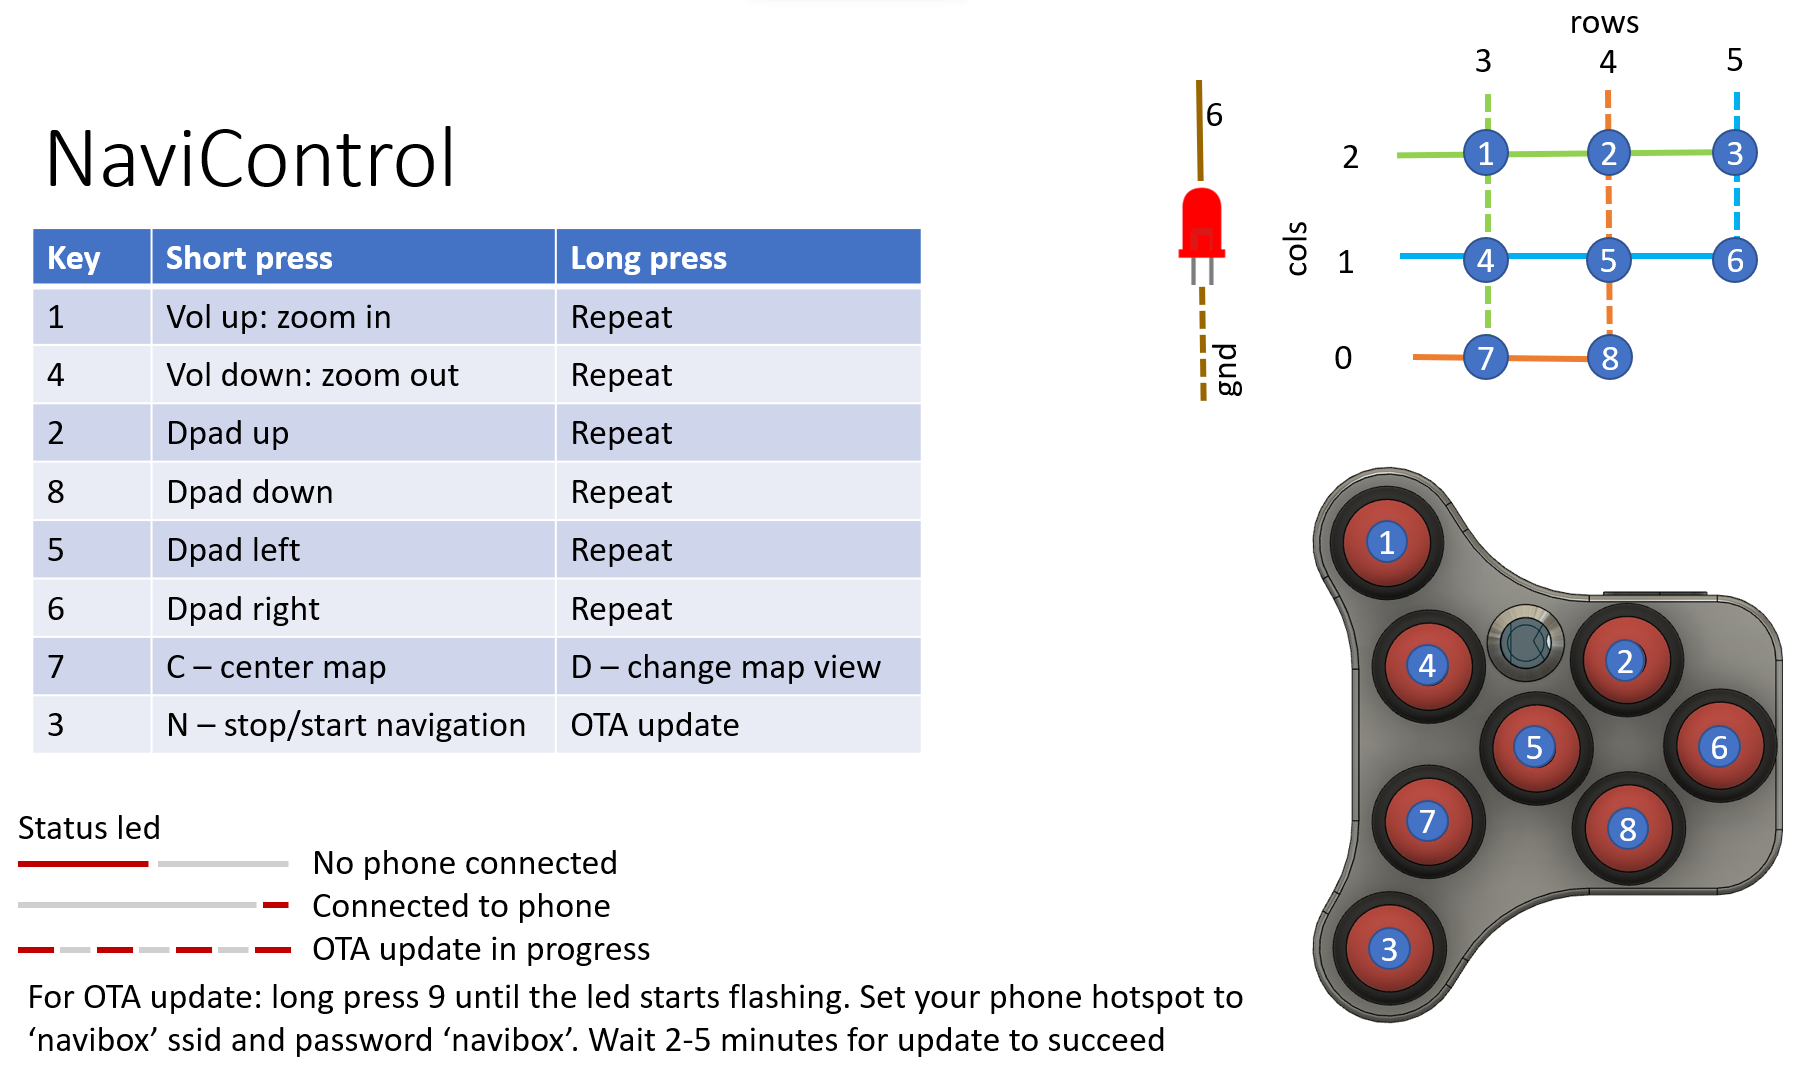 NaviControl
Key Short press Long press
1 Vol up: zoom in Repeat
4 Vol down: zoom out Repeat
2 Dpad up Repeat
8 Dpad down Repeat
5 Dpad left Repeat
6 Dpad right Repeat
7 C – center map D – change map view
3 N – stop/start navigation OTA update
Status led
No phone connected
Connected to phone
OTA update in progress
For OTA update: long press 9 until the led starts flashing. Set your phone hotspot to
‘navibox’ ssid and password ‘navibox’. Wait 2-5 minutes for update to succeed
6
gnd
rows
3 4 5
cols
2 1 2 3
1 4 5 6
0 7 8
1
4 2
5 6
7 8
3